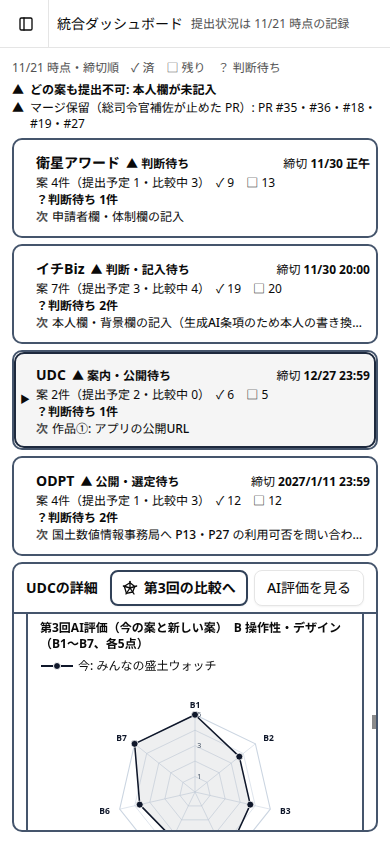 統合ダッシュボード 提出状況は 11/21 時点の記録
11/21 時点・締切順 ✓ 済 □ 残り ？ 判断待ち
▲ どの案も提出不可: 本人欄が未記入
▲ マージ保留（総司令官補佐が止めた PR）: PR #35・#36・#18・
#19・#27
衛星アワード ▲ 判断待ち 締切 11/30 正午
案 4件（提出予定 1・比較中 3） ✓ 9 □ 13
？判断待ち 1件
次 申請者欄・体制欄の記入
イチBiz ▲ 判断・記入待ち 締切 11/30 20:00
案 7件（提出予定 3・比較中 4） ✓ 19 □ 20
？判断待ち 2件
次 本人欄・背景欄の記入（生成AI条項のため本人の書き換…
UDC ▲ 案内・公開待ち 締切 12/27 23:59
▶ 案 2件（提出予定 2・比較中 0） ✓ 6 □ 5
？判断待ち 1件
次 作品①: アプリの公開URL
ODPT ▲ 公開・選定待ち 締切 2027/1/11 23:59
案 4件（提出予定 1・比較中 3） ✓ 12 □ 12
？判断待ち 2件
次 国土数値情報事務局へ P13・P27 の利用可否を問い合わ…
UDCの詳細 第3回の比較へ AI評価を見る
第3回AI評価（今の案と新しい案） B 操作性・デザイン
（B1〜B7、各5点）
今: みんなの盛土ウォッチ
B1
5
B7 B2
3
1
B6 B3